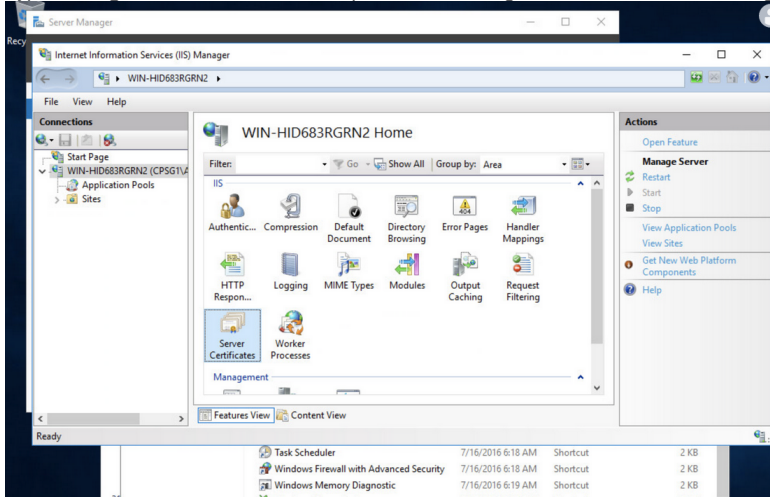 Server Manager
Recy
Internet Information Services (IIS) Manager
WIN-HID683RGRN2
File View Help
Connections
Start Page
WIN-HID683RGRN2 (CPSG1\A
Application Pools
Sites
WIN-HID683RGRN2 Home
Filter: Go Show All Group by: Area
IIS
Authentic... Compression Default Document Directory Browsing Error Pages Handler Mappings
404
HTTP Respon... Logging MIME Types Modules Output Caching Request Filtering
Server Certificates Worker Processes
Management
Features View Content View
Actions
Open Feature
Manage Server
Restart
Start
Stop
View Application Pools
View Sites
Get New Web Platform
Components
Help
Ready
Task Scheduler 7/16/2016 6:18 AM Shortcut 2 KB
Windows Firewall with Advanced Security 7/16/2016 6:18 AM Shortcut 2 KB
Windows Memory Diagnostic 7/16/2016 6:19 AM Shortcut 2 KB